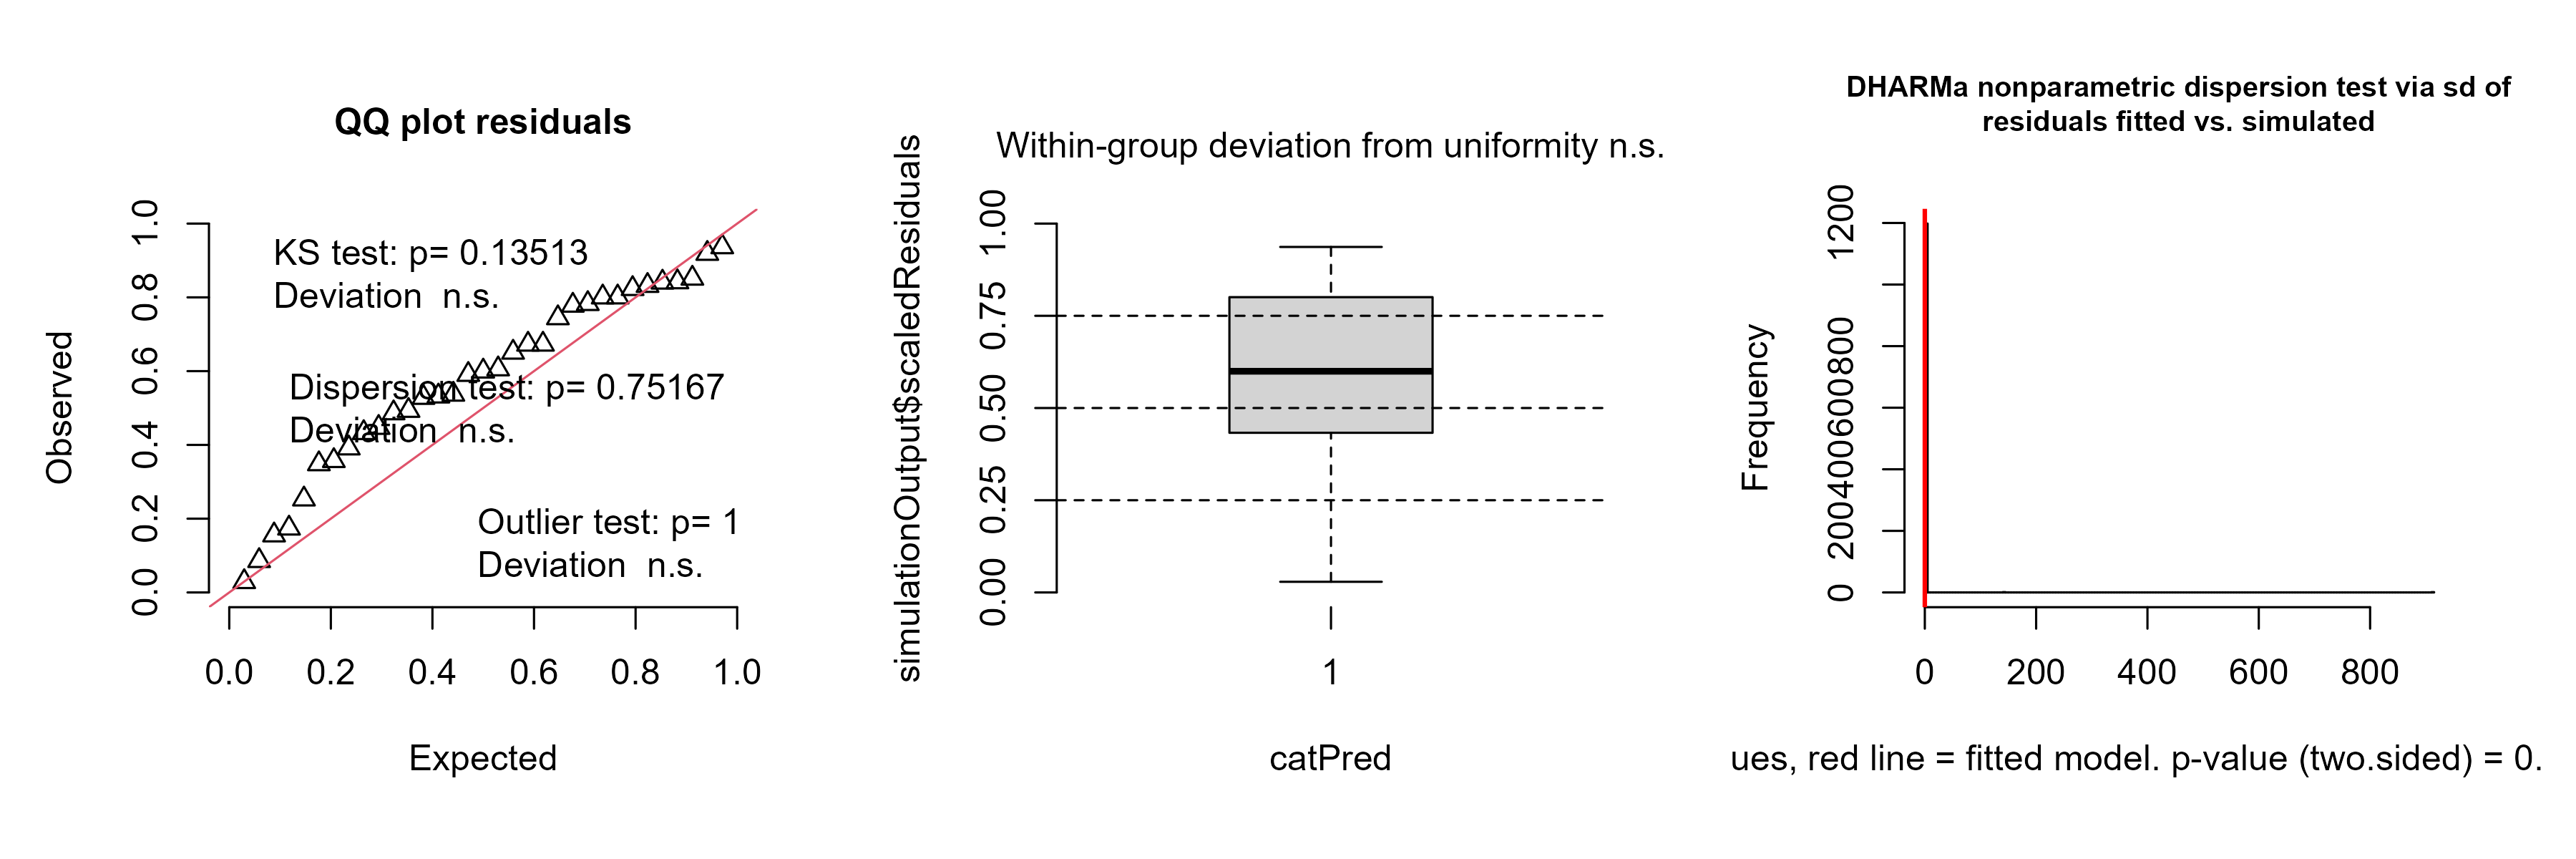 QQ plot residuals
Observed
1.0
0.8
0.6
0.4
0.2
0.0
KS test: p= 0.13513
Deviation n.s.
Dispersion test: p= 0.75167
Deviation n.s.
Outlier test: p= 1
Deviation n.s.
0.0 0.2 0.4 0.6 0.8 1.0
Expected
Within-group deviation from uniformity n.s.
simulationOutput$scaledResiduals
1.00
0.75
0.50
0.25
0.00
1
catPred
DHARMa nonparametric dispersion test via sd of
residuals fitted vs. simulated
Frequency
1200
800
600
400
200
0
0 200 400 600 800
ues, red line = fitted model. p-value (two.sided) = 0.